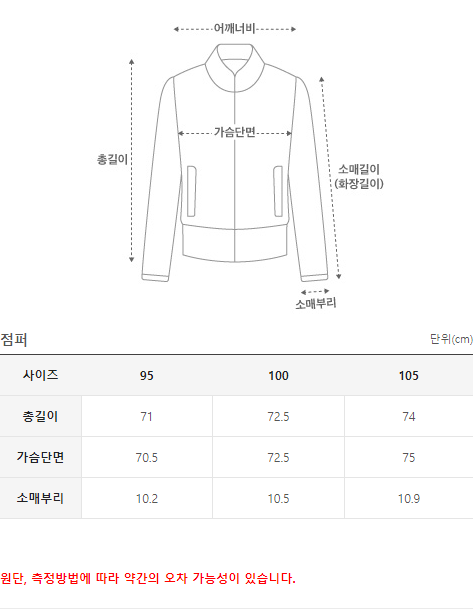 어깨너비
가슴단면
총길이
소매길이
(화장길이)
소매부리
점퍼 단위(cm)
사이즈 95 100 105
총길이 71 72.5 74
가슴단면 70.5 72.5 75
소매부리 10.2 10.5 10.9
원단, 측정방법에 따라 약간의 오차 가능성이 있습니다.